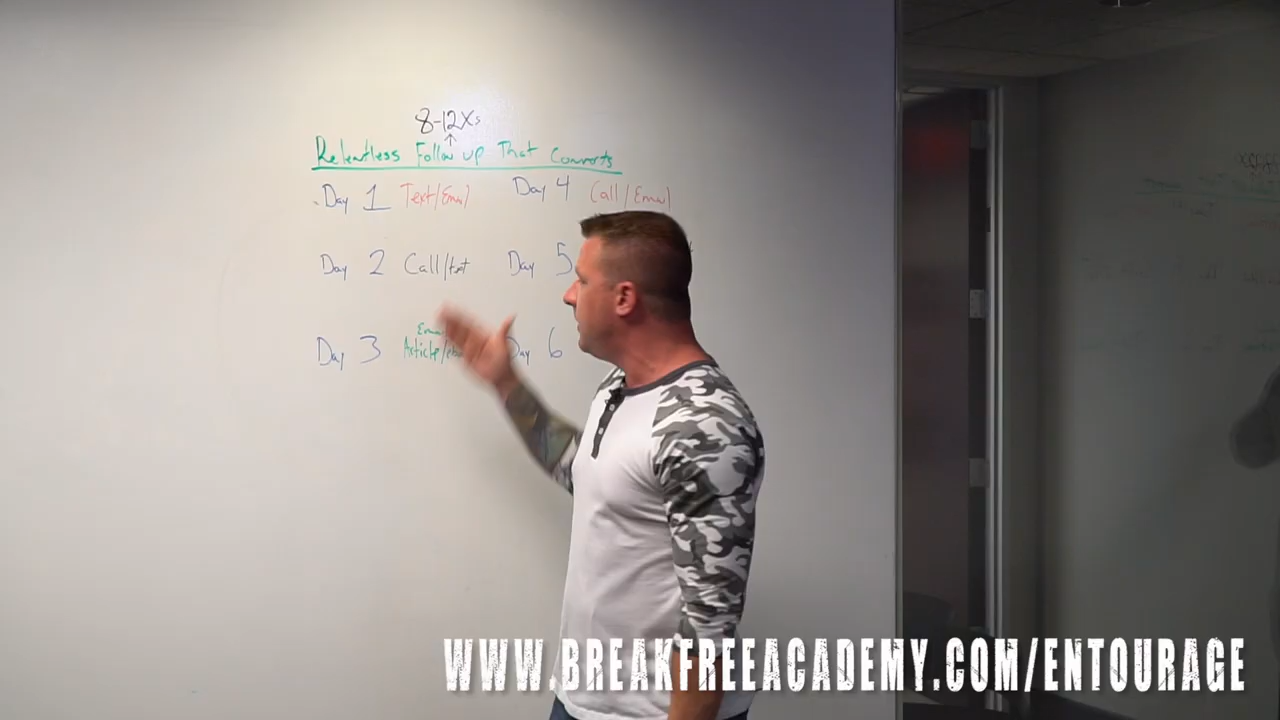 8-12Xs
Relentless Follow up That Converts
Day 1 Text/Email
Day 2 Call/text
Day 3 Article/
Day 4 Call/Email
Day 5
Day 6
WWW.BREAKFREEACADEMY.COM/ENTOURAGE